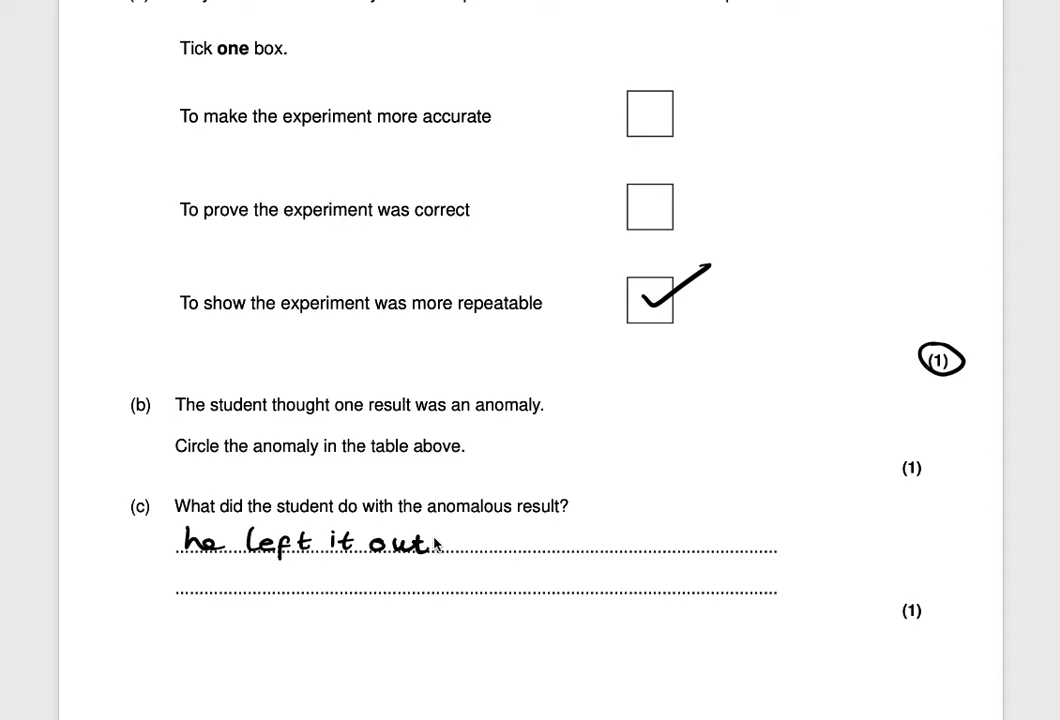 Tick one box.
To make the experiment more accurate
To prove the experiment was correct
To show the experiment was more repeatable
(1)
(b) The student thought one result was an anomaly.
Circle the anomaly in the table above.
(1)
(c) What did the student do with the anomalous result?
he left it out
(1)